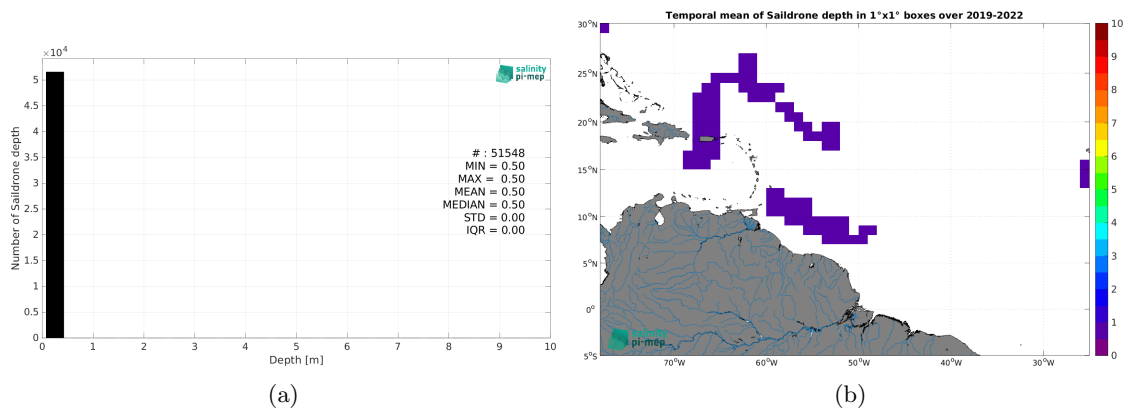 ×10⁴
5
4.5
4
3.5
3
2.5
2
1.5
1
0.5
0
Number of Saildrone depth
salinity
pi-mep
# : 51548
MIN = 0.50
MAX = 0.50
MEAN = 0.50
MEDIAN = 0.50
STD = 0.00
IQR = 0.00
0 1 2 3 4 5 6 7 8 9 10
Depth [m]
(a)
Temporal mean of Saildrone depth in 1°x1° boxes over 2019-2022
30°N
25°N
20°N
15°N
10°N
5°N
0°
5°S
salinity
pi-mep
70°W 60°W 50°W 40°W 30°W
10
9
8
7
6
5
4
3
2
1
0
(b)